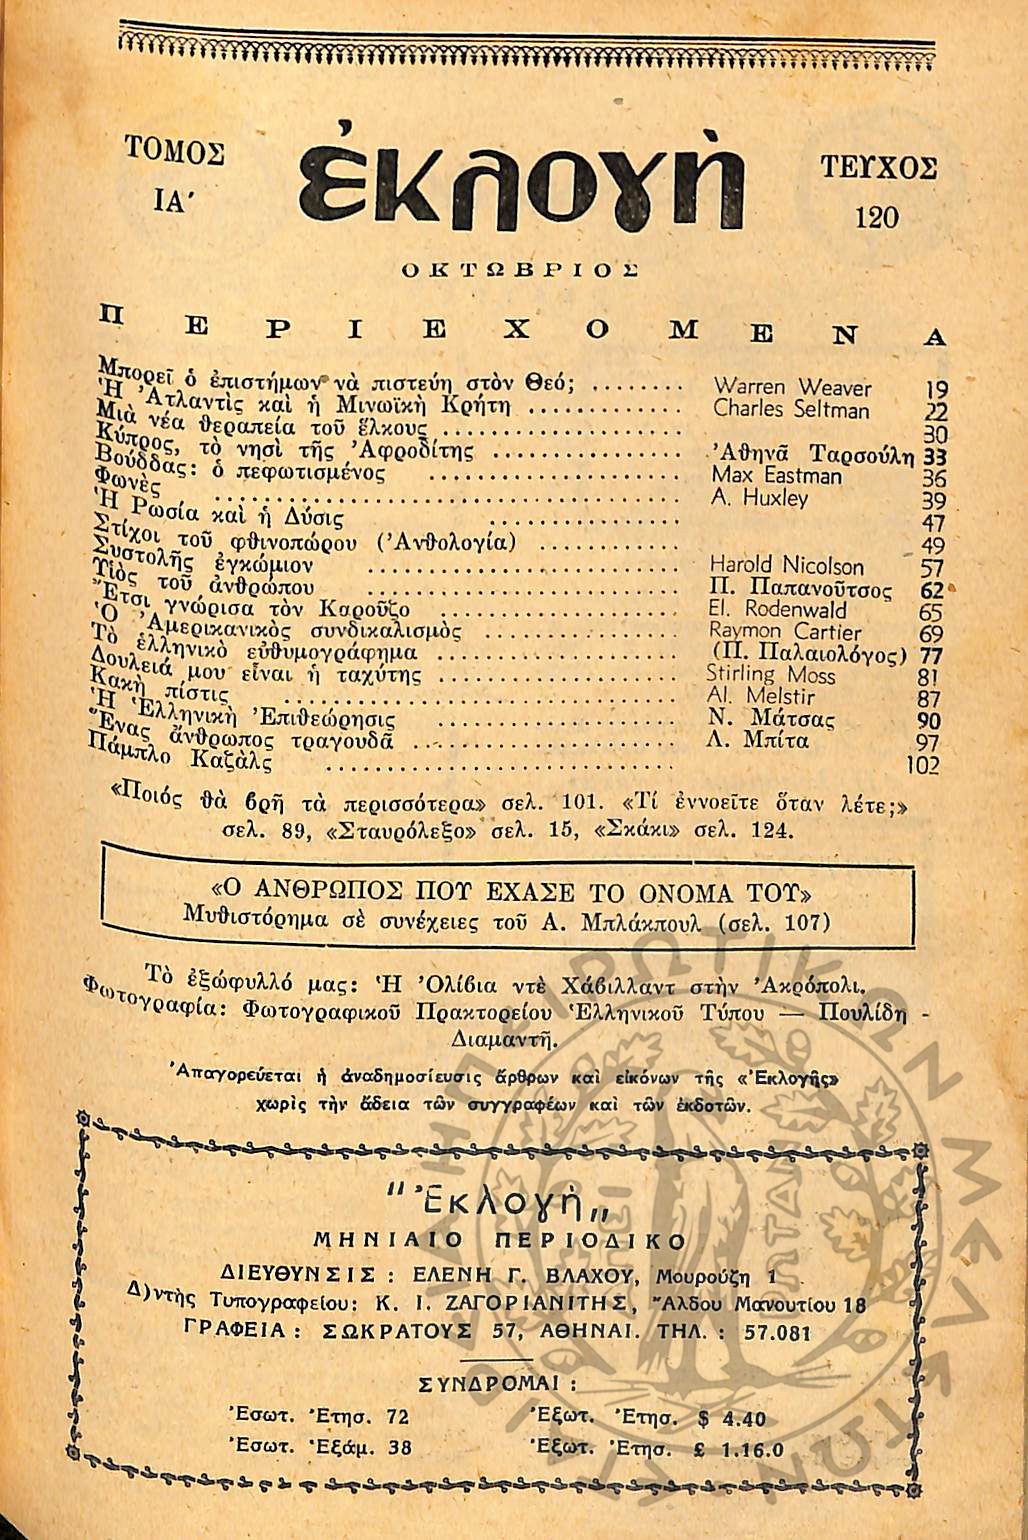 ΤΟΜΟΣ
ΙΑ'
ἐκλογὴ
ΤΕΥΧΟΣ
120
ΟΚΤΩΒΡΙΟΣ
ΠΕΡΙΕΧΟΜΕΝΑ
Μπορεῖ ὁ ἐπιστήμων νὰ πιστεύη στὸν Θεό; ........ Warren Weaver 19
Ἡ Ἀτλαντὶς καὶ ἡ Μινωϊκὴ Κρήτη ............. Charles Seltman 22
Μιὰ νέα θεραπεία τοῦ ἕλκους .................... 30
Κύπρος, τὸ νησὶ τῆς Ἀφροδίτης ................ Ἀθηνᾶ Ταρσούλη 33
Βούδδας: ὁ πεφωτισμένος ..................... Max Eastman 36
Φωνὲς ....................................... A. Huxley 39
Ἡ Ρωσία καὶ ἡ Δύσις ................ 47
Στίχοι τοῦ φθινοπώρου (Ἀνθολογία) ............ 49
Συστολῆς ἐγκώμιον .......................... Harold Nicolson 57
Υἱὸς τοῦ ἀνθρώπου .......................... Π. Παπανοῦτσος 62
Ἔτσι γνώρισα τὸν Καροῦζο .................... El. Rodenwald 65
Ὁ Ἀμερικανικὸς συνδικαλισμὸς ................ Raymon Cartier 69
Τὸ ἑλληνικὸ εὐθυμογράφημα .................... (Π. Παλαιολόγος) 77
Δουλειά μου εἶναι ἡ ταχύτης .................... Stirling Moss 81
Κακὴ πίστις ................................. Al. Melstir 87
Ἡ Ἑλληνικὴ Ἐπιθεώρησις .................... Ν. Μάτσας 90
Ἕνας ἄνθρωπος τραγουδᾶ ...................... Λ. Μπίτα 97
Πάμπλο Καζὰλς ............................. 102
«Ποιός θὰ βρῆ τὰ περισσότερα» σελ. 101. «Τί ἐννοεῖτε ὅταν λέτε;»
σελ. 89, «Σταυρόλεξο» σελ. 15, «Σκάκι» σελ. 124.
«Ο ΑΝΘΡΩΠΟΣ ΠΟΥ ΕΧΑΣΕ ΤΟ ΟΝΟΜΑ ΤΟΥ»
Μυθιστόρημα σὲ συνέχειες τοῦ Α. Μπλάκπουλ (σελ. 107)
Τὸ ἐξώφυλλό μας: Ἡ Ὀλίβια ντὲ Χάβιλλαντ στὴν Ἀκρόπολι.
Φωτογραφία: Φωτογραφικοῦ Πρακτορείου Ἑλληνικοῦ Τύπου — Πουλίδη -
Διαμαντῆ.
Ἀπαγορεύεται ἡ ἀναδημοσίευσις ἄρθρων καὶ εἰκόνων τῆς «Ἐκλογῆς»
χωρὶς τὴν ἄδεια τῶν συγγραφέων καὶ τῶν ἐκδοτῶν.
"Ἐκλογὴ„
ΜΗΝΙΑΙΟ ΠΕΡΙΟΔΙΚΟ
ΔΙΕΥΘΥΝΣΙΣ : ΕΛΕΝΗ Γ. ΒΛΑΧΟΥ, Μουρούζη 1
Δ)ντὴς Τυπογραφείου: Κ. Ι. ΖΑΓΟΡΙΑΝΙΤΗΣ, Ἄλδου Μανουτίου 18
ΓΡΑΦΕΙΑ : ΣΩΚΡΑΤΟΥΣ 57, ΑΘΗΝΑΙ. ΤΗΛ. : 57.081
ΣΥΝΔΡΟΜΑΙ :
Ἐσωτ. Ἐτησ. 72 Ἐξωτ. Ἐτησ. $ 4.40
Ἐσωτ. Ἑξάμ. 38 Ἐξωτ. Ἐτησ. £ 1.16.0